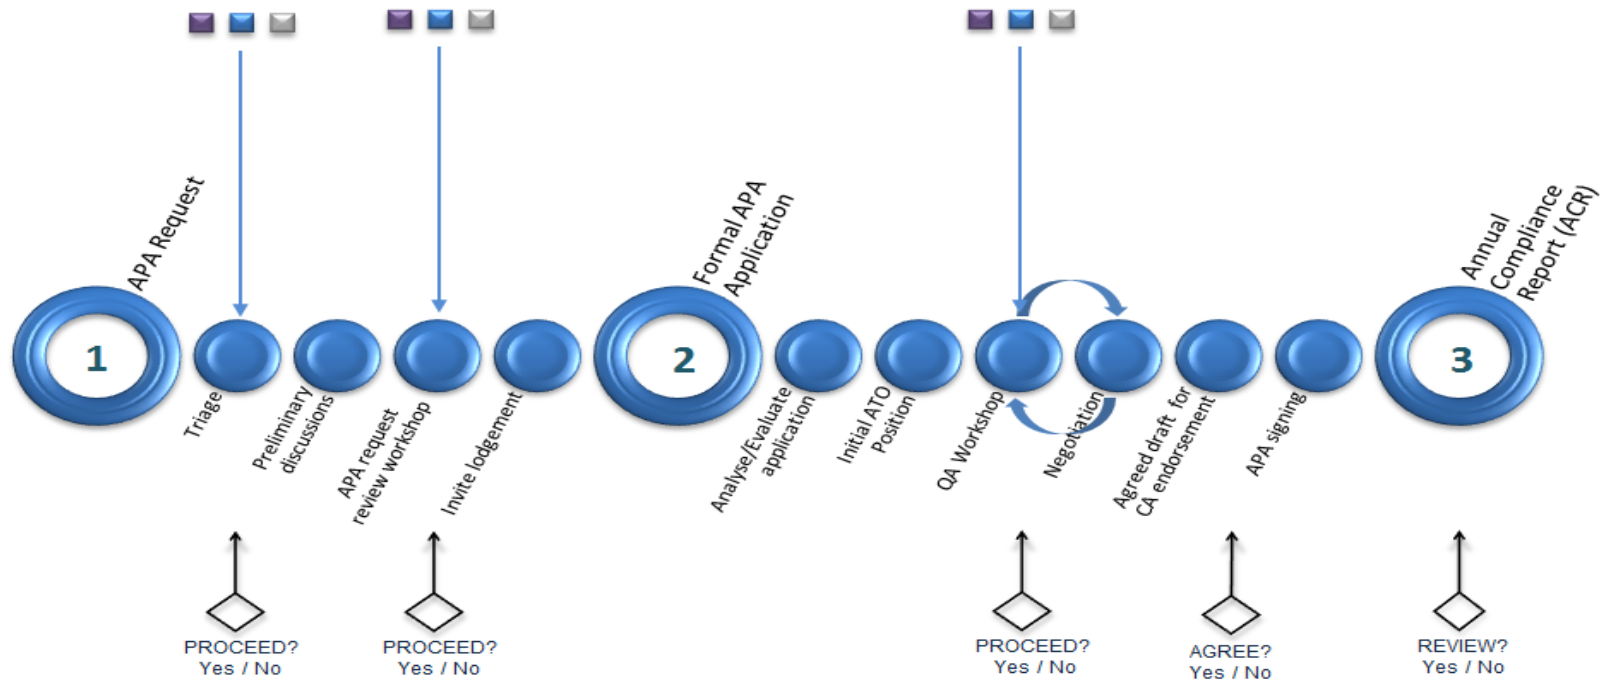 APA Request
Formal APA
Application
Annual
Compliance
Report (ACR)
1
2
3
Triage
Preliminary
discussions
APA request
review workshop
Invite lodgement
Analyse/Evaluate
application
Initial ATO
Position
QA Workshop
Negotiation
Agreed draft for
CA endorsement
APA signing
PROCEED?
Yes / No
PROCEED?
Yes / No
PROCEED?
Yes / No
AGREE?
Yes / No
REVIEW?
Yes / No